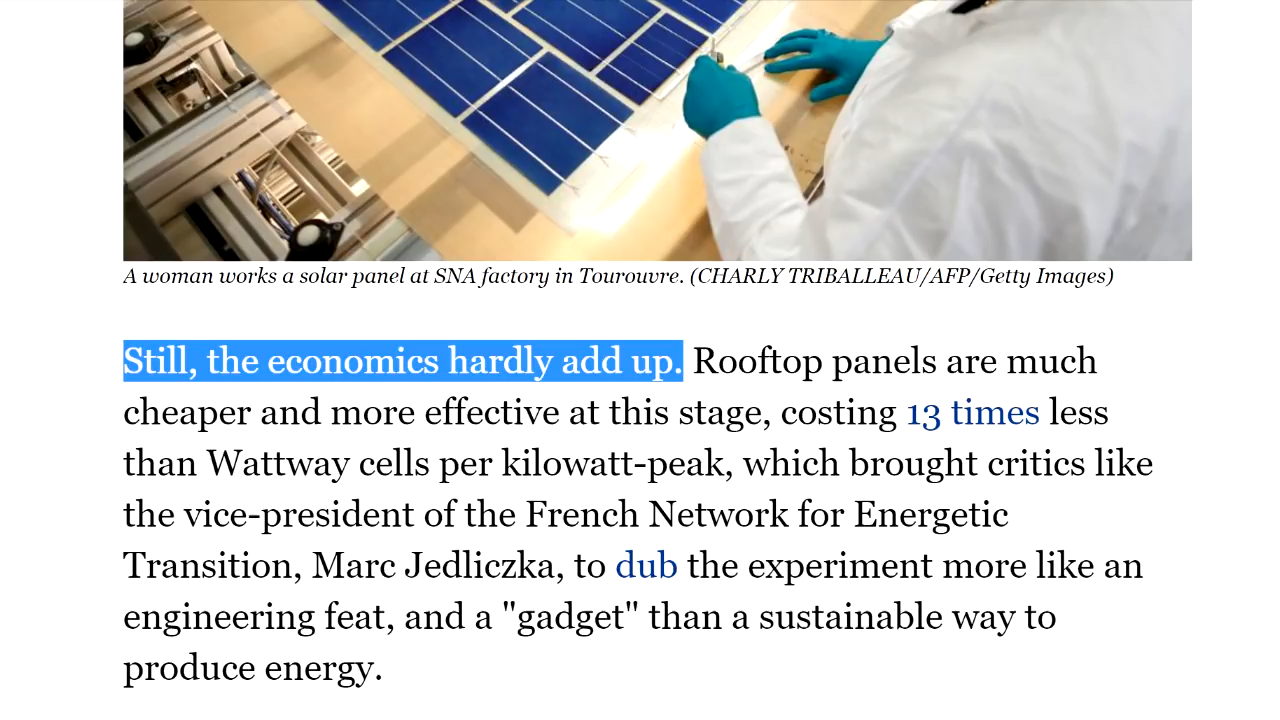 A woman works a solar panel at SNA factory in Tourouvre. (CHARLY TRIBALLEAU/AFP/Getty Images)
Still, the economics hardly add up. Rooftop panels are much
cheaper and more effective at this stage, costing 13 times less
than Wattway cells per kilowatt-peak, which brought critics like
the vice-president of the French Network for Energetic
Transition, Marc Jedliczka, to dub the experiment more like an
engineering feat, and a "gadget" than a sustainable way to
produce energy.